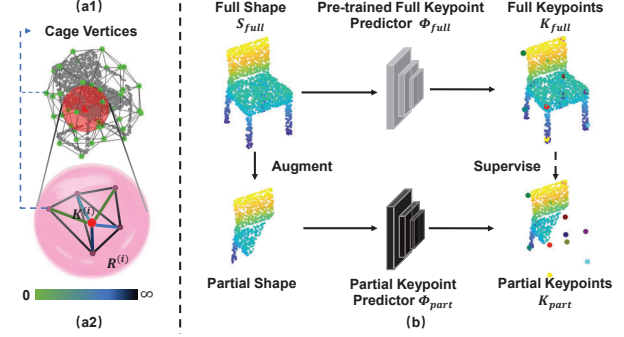 (a1)
Cage Vertices
K^(i)
R^(i)
0
∞
(a2)
Full Shape
S_full
Pre-trained Full Keypoint
Predictor Φ_full
Full Keypoints
K_full
Augment
Supervise
Partial Shape
Partial Keypoint
Predictor Φ_part
Partial Keypoints
K_part
(b)